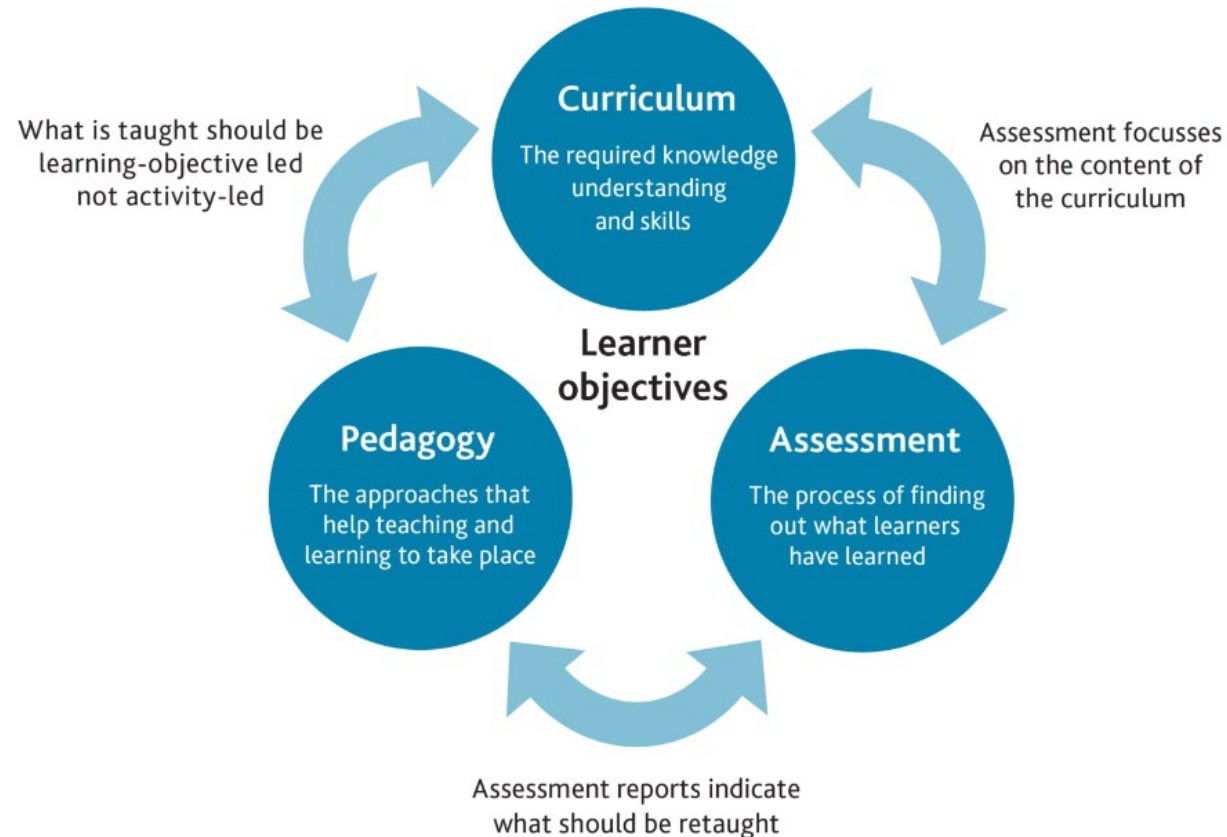 Curriculum
The required knowledge
understanding
and skills
What is taught should be
learning-objective led
not activity-led
Assessment focusses
on the content of
the curriculum
Learner
objectives
Pedagogy
The approaches that
help teaching and
learning to take place
Assessment
The process of finding
out what learners
have learned
Assessment reports indicate
what should be retaught